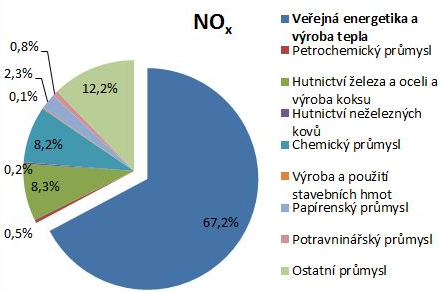 NOx
0,8%
2,3%
0,1%
12,2%
8,2%
0,2%
8,3%
0,5%
67,2%
Veřejná energetika a
výroba tepla
Petrochemický průmysl
Hutnictví železa a oceli a
výroba koksu
Hutnictví neželezných
kovů
Chemický průmysl
Výroba a použití
stavebních hmot
Papírenský průmysl
Potravninářský průmysl
Ostatní průmysl